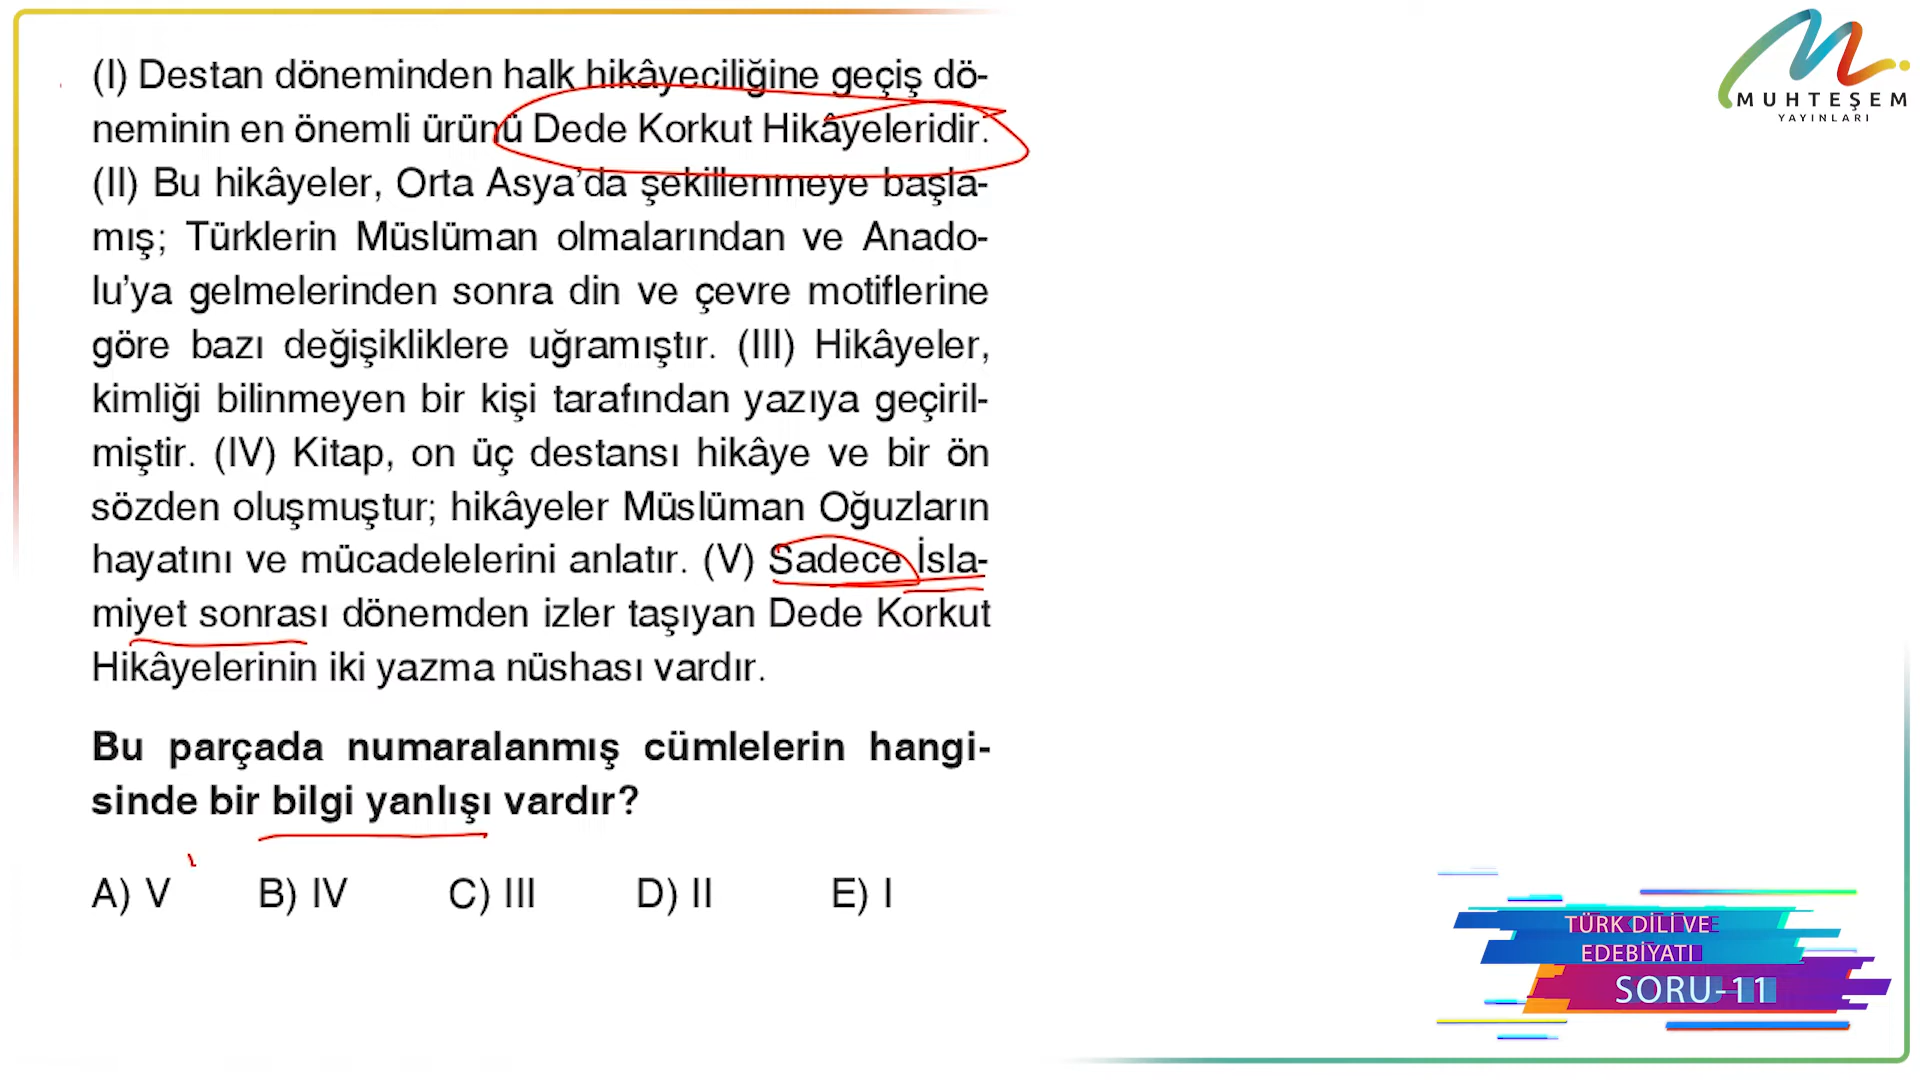 (I) Destan döneminden halk hikâyeciliğine geçiş dö-
neminin en önemli ürünü Dede Korkut Hikâyeleridir.
(II) Bu hikâyeler, Orta Asya’da şekillenmeye başla-
mış; Türklerin Müslüman olmalarından ve Anado-
lu’ya gelmelerinden sonra din ve çevre motiflerine
göre bazı değişikliklere uğramıştır. (III) Hikâyeler,
kimliği bilinmeyen bir kişi tarafından yazıya geçiril-
miştir. (IV) Kitap, on üç destansı hikâye ve bir ön
sözden oluşmuştur; hikâyeler Müslüman Oğuzların
hayatını ve mücadelelerini anlatır. (V) Sadece İsla-
miyet sonrası dönemden izler taşıyan Dede Korkut
Hikâyelerinin iki yazma nüshası vardır.
Bu parçada numaralanmış cümlelerin hangi-
sinde bir bilgi yanlışı vardır?
A) V B) IV C) III D) II E) I
MUHTEŞEM
YAYINLARI
TÜRK DİLİ VE
EDEBİYATI
SORU-11